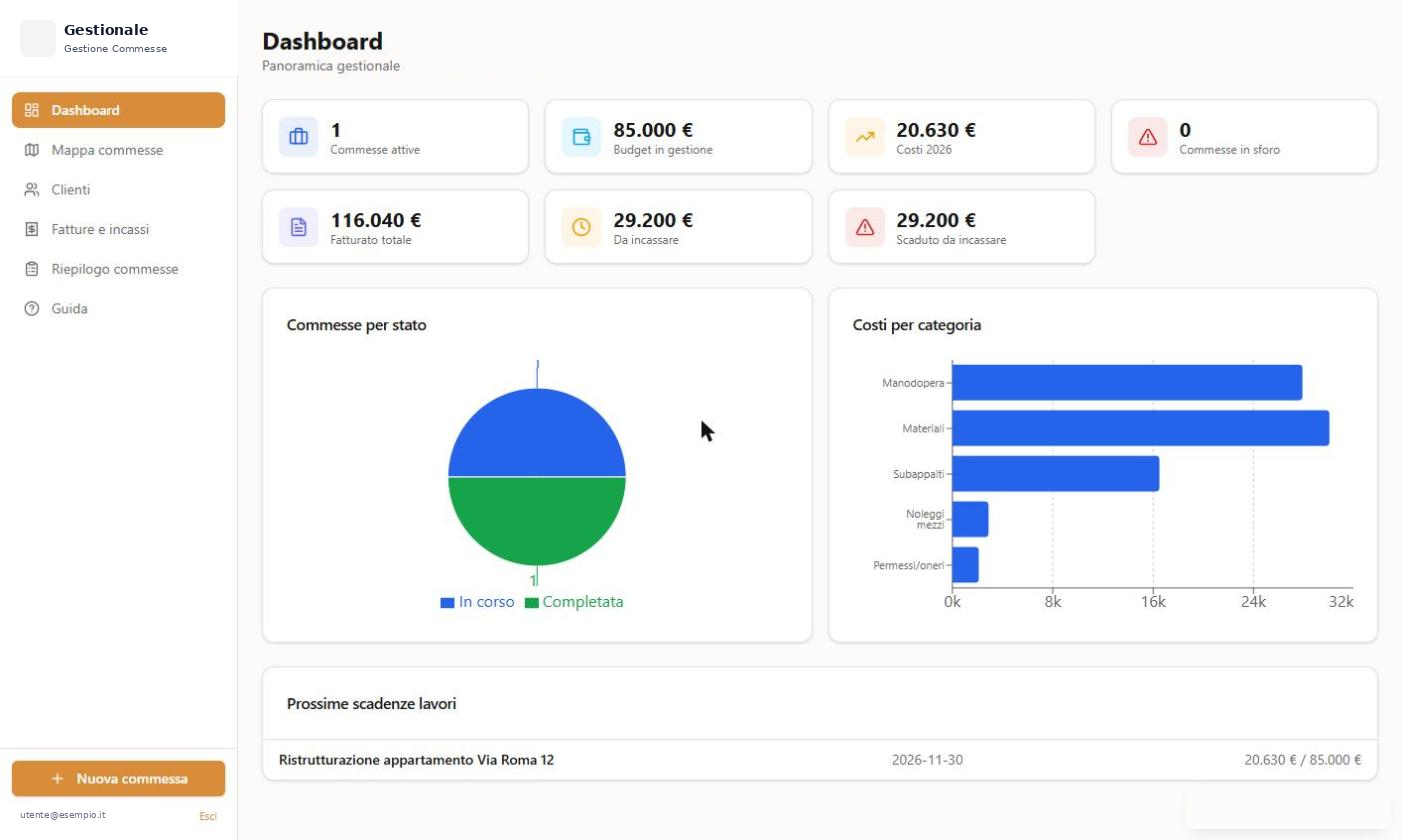 Gestionale
Gestione Commesse
Dashboard
Mappa commesse
Clienti
Fatture e incassi
Riepilogo commesse
Guida
Nuova commessa
utente@esempio.it
Esci
Dashboard
Panoramica gestionale
1
Commesse attive
85.000 €
Budget in gestione
20.630 €
Costi 2026
0
Commesse in sforo
116.040 €
Fatturato totale
29.200 €
Da incassare
29.200 €
Scaduto da incassare
Commesse per stato
1
In corso
Completata
Costi per categoria
Manodopera
Materiali
Subappalti
Noleggi
mezzi
Permessi/oneri
0k
8k
16k
24k
32k
Prossime scadenze lavori
Ristrutturazione appartamento Via Roma 12
2026-11-30
20.630 € / 85.000 €